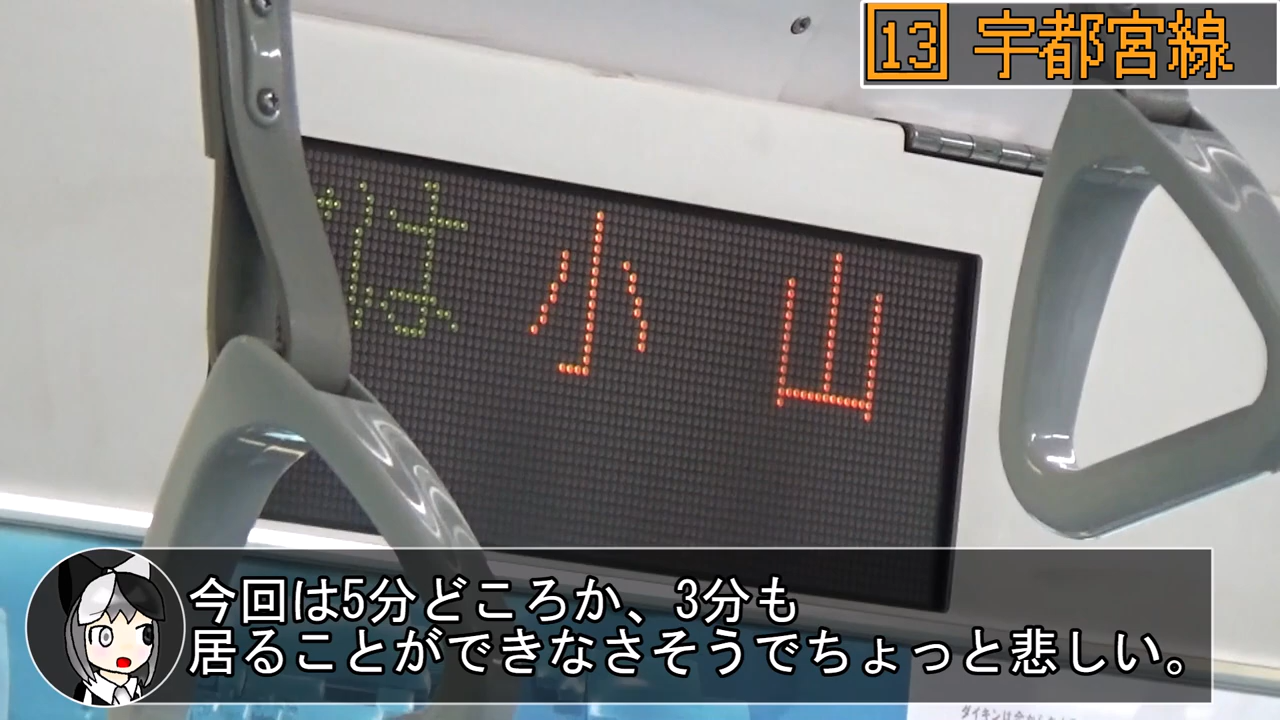 13 宇都宮線
は 小山
今回は5分どころか、3分も
居ることができなさそうでちょっと悲しい。